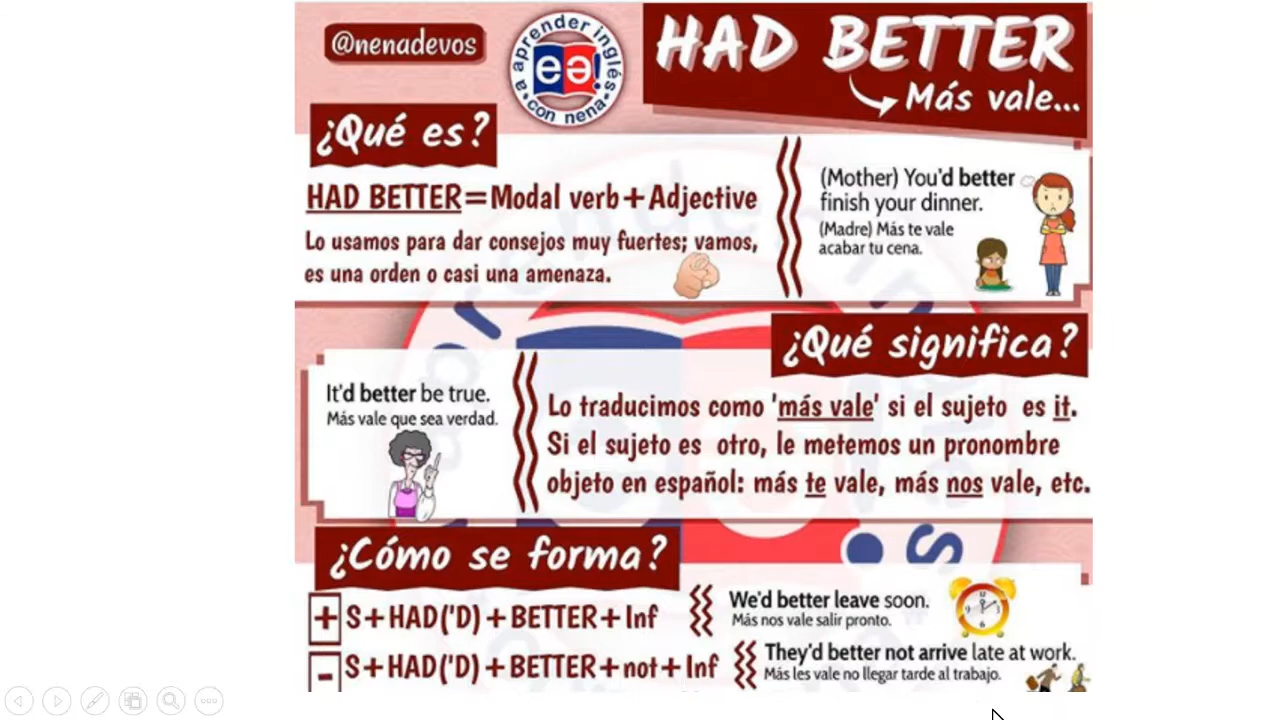 @nenadevos
a aprender inglés
eə!
con nena
HAD BETTER
Más vale...
¿Qué es?
HAD BETTER=Modal verb+Adjective
Lo usamos para dar consejos muy fuertes; vamos,
es una orden o casi una amenaza.
(Mother) You'd better
finish your dinner.
(Madre) Más te vale
acabar tu cena.
¿Qué significa?
It'd better be true.
Más vale que sea verdad.
Lo traducimos como 'más vale' si el sujeto es it.
Si el sujeto es otro, le metemos un pronombre
objeto en español: más te vale, más nos vale, etc.
¿Cómo se forma?
+ S+HAD('D)+BETTER+Inf
We'd better leave soon.
Más nos vale salir pronto.
- S+HAD('D)+BETTER+not+Inf
They'd better not arrive late at work.
Más les vale no llegar tarde al trabajo.